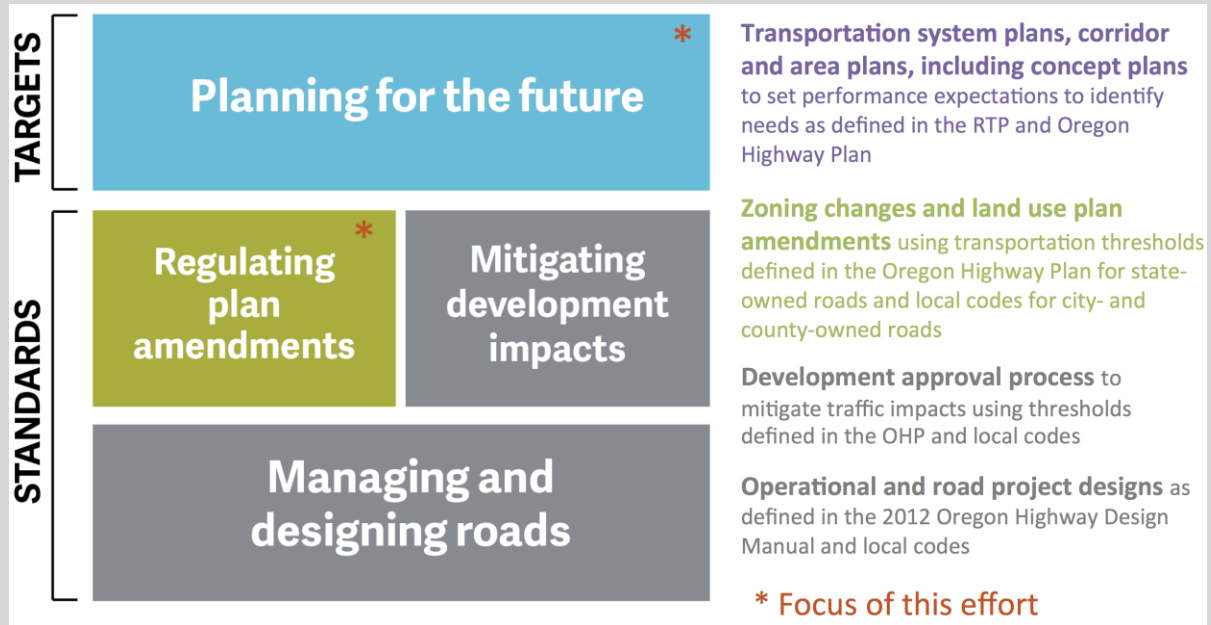 TARGETS
Planning for the future
*
Transportation system plans, corridor
and area plans, including concept plans
to set performance expectations to identify
needs as defined in the RTP and Oregon
Highway Plan
STANDARDS
Regulating
plan
amendments
*
Mitigating
development
impacts
Zoning changes and land use plan
amendments using transportation thresholds
defined in the Oregon Highway Plan for state-
owned roads and local codes for city- and
county-owned roads
Development approval process to
mitigate traffic impacts using thresholds
defined in the OHP and local codes
Managing and
designing roads
Operational and road project designs as
defined in the 2012 Oregon Highway Design
Manual and local codes
* Focus of this effort